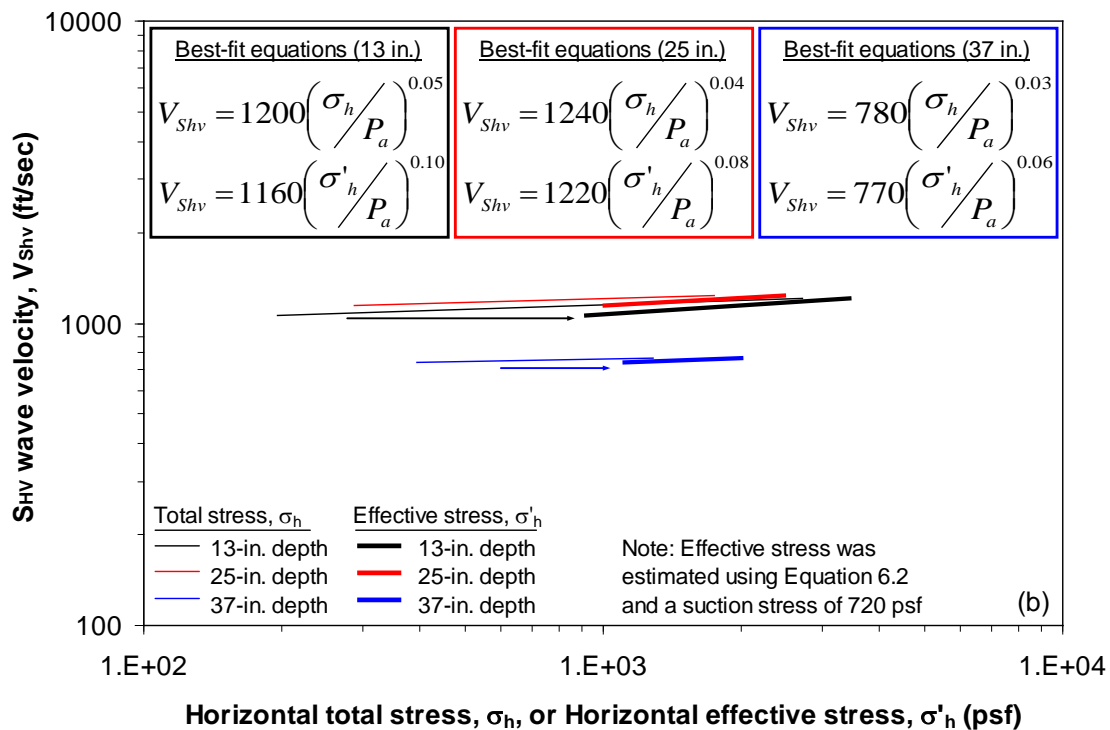 10000
Best-fit equations (13 in.)
V_Shv = 1200(σ_h/P_a)^0.05
V_Shv = 1160(σ'_h/P_a)^0.10
Best-fit equations (25 in.)
V_Shv = 1240(σ_h/P_a)^0.04
V_Shv = 1220(σ'_h/P_a)^0.08
Best-fit equations (37 in.)
V_Shv = 780(σ_h/P_a)^0.03
V_Shv = 770(σ'_h/P_a)^0.06
SHV wave velocity, VShv (ft/sec)
1000
Total stress, σh
13-in. depth
25-in. depth
37-in. depth
Effective stress, σ'h
13-in. depth
25-in. depth
37-in. depth
Note: Effective stress was
estimated using Equation 6.2
and a suction stress of 720 psf
(b)
100
1.E+02
1.E+03
1.E+04
Horizontal total stress, σh, or Horizontal effective stress, σ'h (psf)